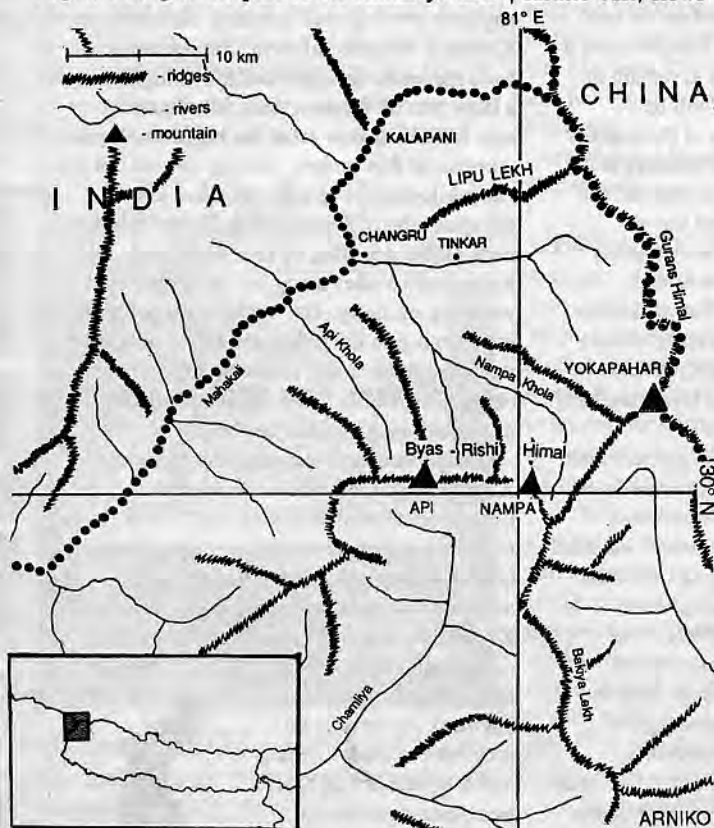 81° E
10 km
- ridges
- rivers
- mountain
CHINA
INDIA
KALAPANI
LIPU LEKH
CHANGRU
TINKAR
Gurans Himal
Api Khola
Mahakali
Nampa Khola
YOKAPAHAR
Byas - Rishi Himal
30° N
API
NAMPA
Chamliya
Bakiya Lekh
ARNIKO